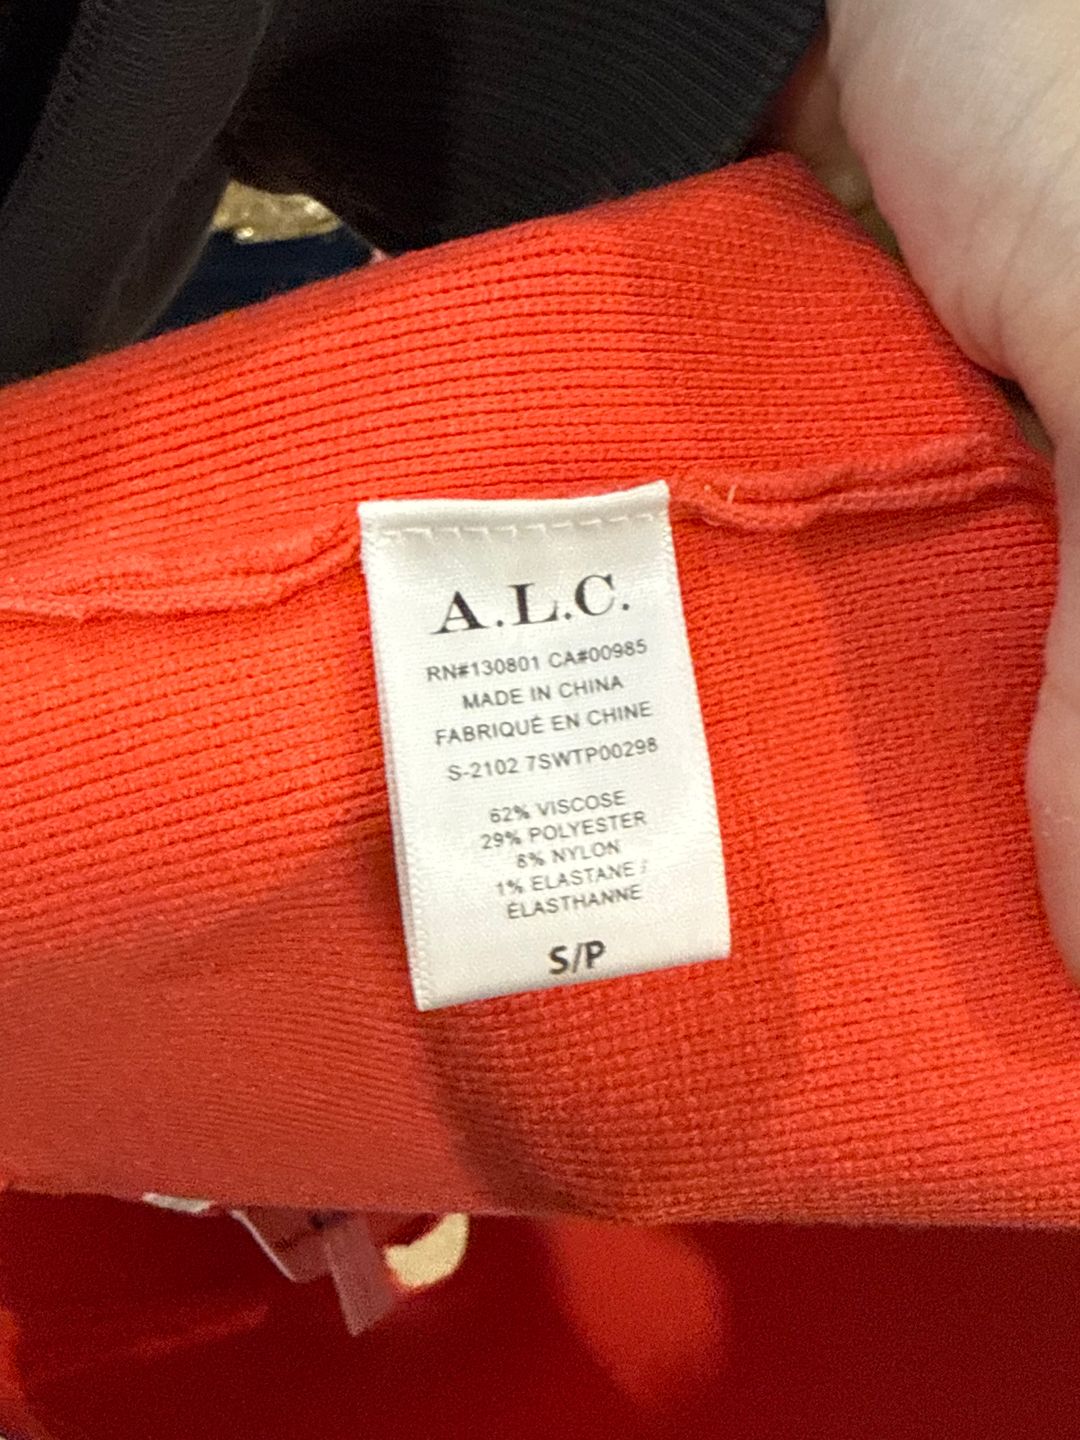 A.L.C.
RN#130801 CA#00985
MADE IN CHINA
FABRIQUÉ EN CHINE
S-2102 7SWTP00298
62% VISCOSE
29% POLYESTER
8% NYLON
1% ELASTANE /
ÉLASTHANNE
S/P